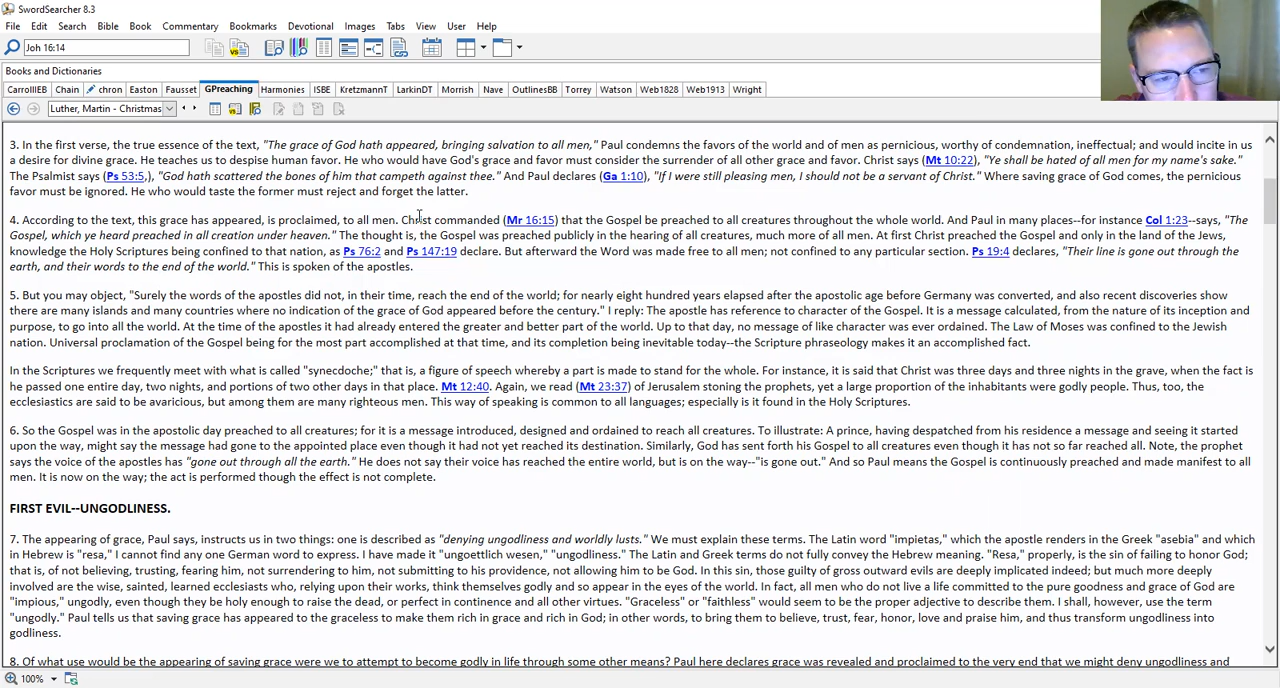 SwordSearcher 8.3
File Edit Search Bible Book Commentary Bookmarks Devotional Images Tabs View User Help
Joh 16:14
Books and Dictionaries
CarrollIEB Chain chron Easton Fausset GPreaching Harmonies ISBE KretzmannT LarkinDT Morrish Nave OutlinesBB Torrey Watson Web1828 Web1913 Wright
Luther, Martin - Christmas
3. In the first verse, the true essence of the text, "The grace of God hath appeared, bringing salvation to all men," Paul condemns the favors of the world and of men as pernicious, worthy of condemnation, ineffectual; and would incite in us
a desire for divine grace. He teaches us to despise human favor. He who would have God's grace and favor must consider the surrender of all other grace and favor. Christ says (Mt 10:22), "Ye shall be hated of all men for my name's sake."
The Psalmist says (Ps 53:5,), "God hath scattered the bones of him that campeth against thee." And Paul declares (Ga 1:10), "If I were still pleasing men, I should not be a servant of Christ." Where saving grace of God comes, the pernicious
favor must be ignored. He who would taste the former must reject and forget the latter.
4. According to the text, this grace has appeared, is proclaimed, to all men. Christ commanded (Mr 16:15) that the Gospel be preached to all creatures throughout the whole world. And Paul in many places--for instance Col 1:23--says, "The
Gospel, which ye heard preached in all creation under heaven." The thought is, the Gospel was preached publicly in the hearing of all creatures, much more of all men. At first Christ preached the Gospel and only in the land of the Jews,
knowledge the Holy Scriptures being confined to that nation, as Ps 76:2 and Ps 147:19 declare. But afterward the Word was made free to all men; not confined to any particular section. Ps 19:4 declares, "Their line is gone out through the
earth, and their words to the end of the world." This is spoken of the apostles.
5. But you may object, "Surely the words of the apostles did not, in their time, reach the end of the world; for nearly eight hundred years elapsed after the apostolic age before Germany was converted, and also recent discoveries show
there are many islands and many countries where no indication of the grace of God appeared before the century." I reply: The apostle has reference to character of the Gospel. It is a message calculated, from the nature of its inception and
purpose, to go into all the world. At the time of the apostles it had already entered the greater and better part of the world. Up to that day, no message of like character was ever ordained. The Law of Moses was confined to the Jewish
nation. Universal proclamation of the Gospel being for the most part accomplished at that time, and its completion being inevitable today--the Scripture phraseology makes it an accomplished fact.
In the Scriptures we frequently meet with what is called "synecdoche;" that is, a figure of speech whereby a part is made to stand for the whole. For instance, it is said that Christ was three days and three nights in the grave, when the fact is
he passed one entire day, two nights, and portions of two other days in that place. Mt 12:40. Again, we read (Mt 23:37) of Jerusalem stoning the prophets, yet a large proportion of the inhabitants were godly people. Thus, too, the
ecclesiastics are said to be avaricious, but among them are many righteous men. This way of speaking is common to all languages; especially is it found in the Holy Scriptures.
6. So the Gospel was in the apostolic day preached to all creatures; for it is a message introduced, designed and ordained to reach all creatures. To illustrate: A prince, having despatched from his residence a message and seeing it started
upon the way, might say the message had gone to the appointed place even though it had not yet reached its destination. Similarly, God has sent forth his Gospel to all creatures even though it has not so far reached all. Note, the prophet
says the voice of the apostles has "gone out through all the earth." He does not say their voice has reached the entire world, but is on the way--"is gone out." And so Paul means the Gospel is continuously preached and made manifest to all
men. It is now on the way; the act is performed though the effect is not complete.
FIRST EVIL--UNGODLINESS.
7. The appearing of grace, Paul says, instructs us in two things: one is described as "denying ungodliness and worldly lusts." We must explain these terms. The Latin word "impietas," which the apostle renders in the Greek "asebia" and which
in Hebrew is "resa," I cannot find any one German word to express. I have made it "ungoettlich wesen," "ungodliness." The Latin and Greek terms do not fully convey the Hebrew meaning. "Resa," properly, is the sin of failing to honor God;
that is, of not believing, trusting, fearing him, not surrendering to him, not submitting to his providence, not allowing him to be God. In this sin, those guilty of gross outward evils are deeply implicated indeed; but much more deeply
involved are the wise, sainted, learned ecclesiasts who, relying upon their works, think themselves godly and so appear in the eyes of the world. In fact, all men who do not live a life committed to the pure goodness and grace of God are
"impious," ungodly, even though they be holy enough to raise the dead, or perfect in continence and all other virtues. "Graceless" or "faithless" would seem to be the proper adjective to describe them. I shall, however, use the term
"ungodly." Paul tells us that saving grace has appeared to the graceless to make them rich in grace and rich in God; in other words, to bring them to believe, trust, fear, honor, love and praise him, and thus transform ungodliness into
godliness.
8. Of what use would be the appearing of saving grace were we to attempt to become godly in life through some other means? Paul here declares grace was revealed and proclaimed to the very end that we might deny ungodliness and
100%